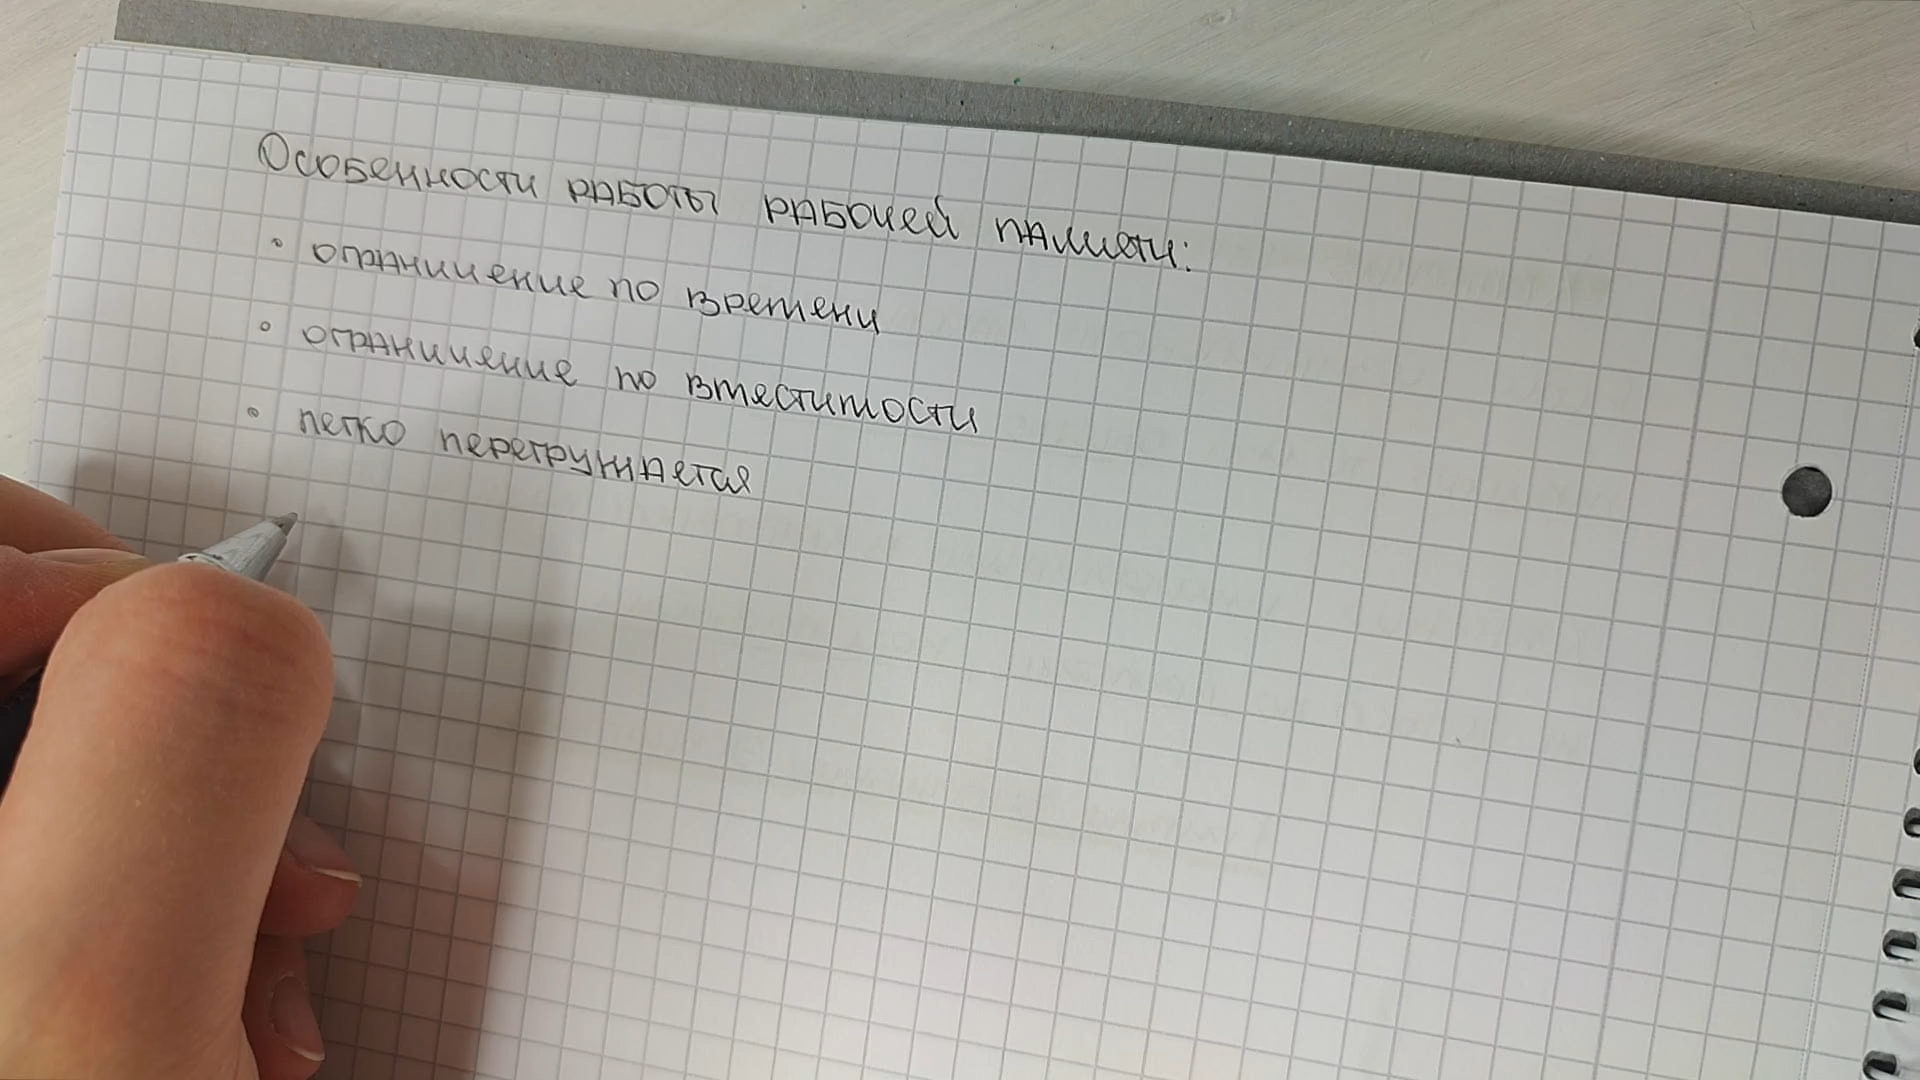 Особенности работы рабочей памяти:
• ограничение по времени
• ограничение по вместимости
• легко перегружается